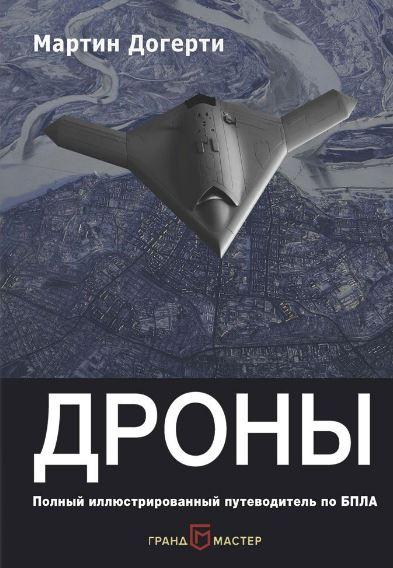 Мартин Догерти
ДРОНЫ
Полный иллюстрированный путеводитель по БПЛА
ГРАНД МАСТЕР